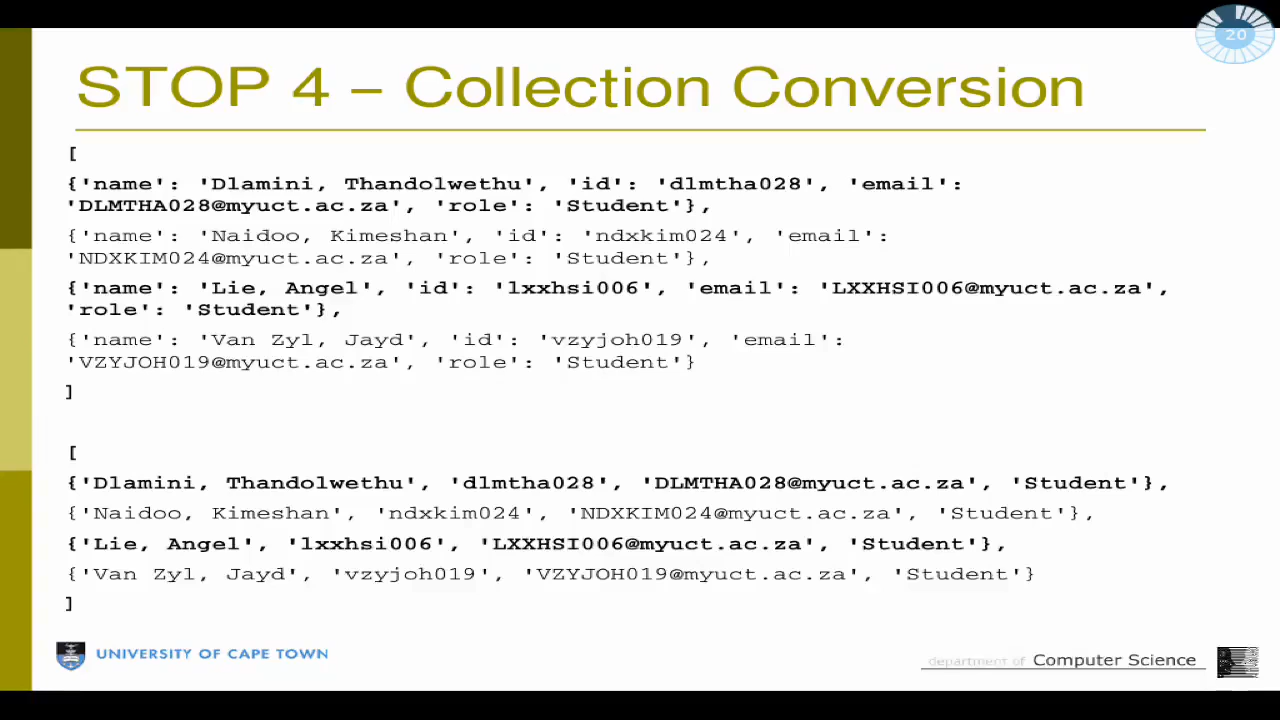 20
STOP 4 – Collection Conversion
[
{'name': 'Dlamini, Thandolwethu', 'id': 'dlmtha028', 'email':
'DLMTHA028@myuct.ac.za', 'role': 'Student'},
{'name': 'Naidoo, Kimeshan', 'id': 'ndxkim024', 'email':
'NDXKIM024@myuct.ac.za', 'role': 'Student'},
{'name': 'Lie, Angel', 'id': 'lxxhsi006', 'email': 'LXXHSI006@myuct.ac.za',
'role': 'Student'},
{'name': 'Van Zyl, Jayd', 'id': 'vzyjoh019', 'email':
'VZYJOH019@myuct.ac.za', 'role': 'Student'}
]
[
{'Dlamini, Thandolwethu', 'dlmtha028', 'DLMTHA028@myuct.ac.za', 'Student'},
{'Naidoo, Kimeshan', 'ndxkim024', 'NDXKIM024@myuct.ac.za', 'Student'},
{'Lie, Angel', 'lxxhsi006', 'LXXHSI006@myuct.ac.za', 'Student'},
{'Van Zyl, Jayd', 'vzyjoh019', 'VZYJOH019@myuct.ac.za', 'Student'}
]
UNIVERSITY OF CAPE TOWN
department of Computer Science